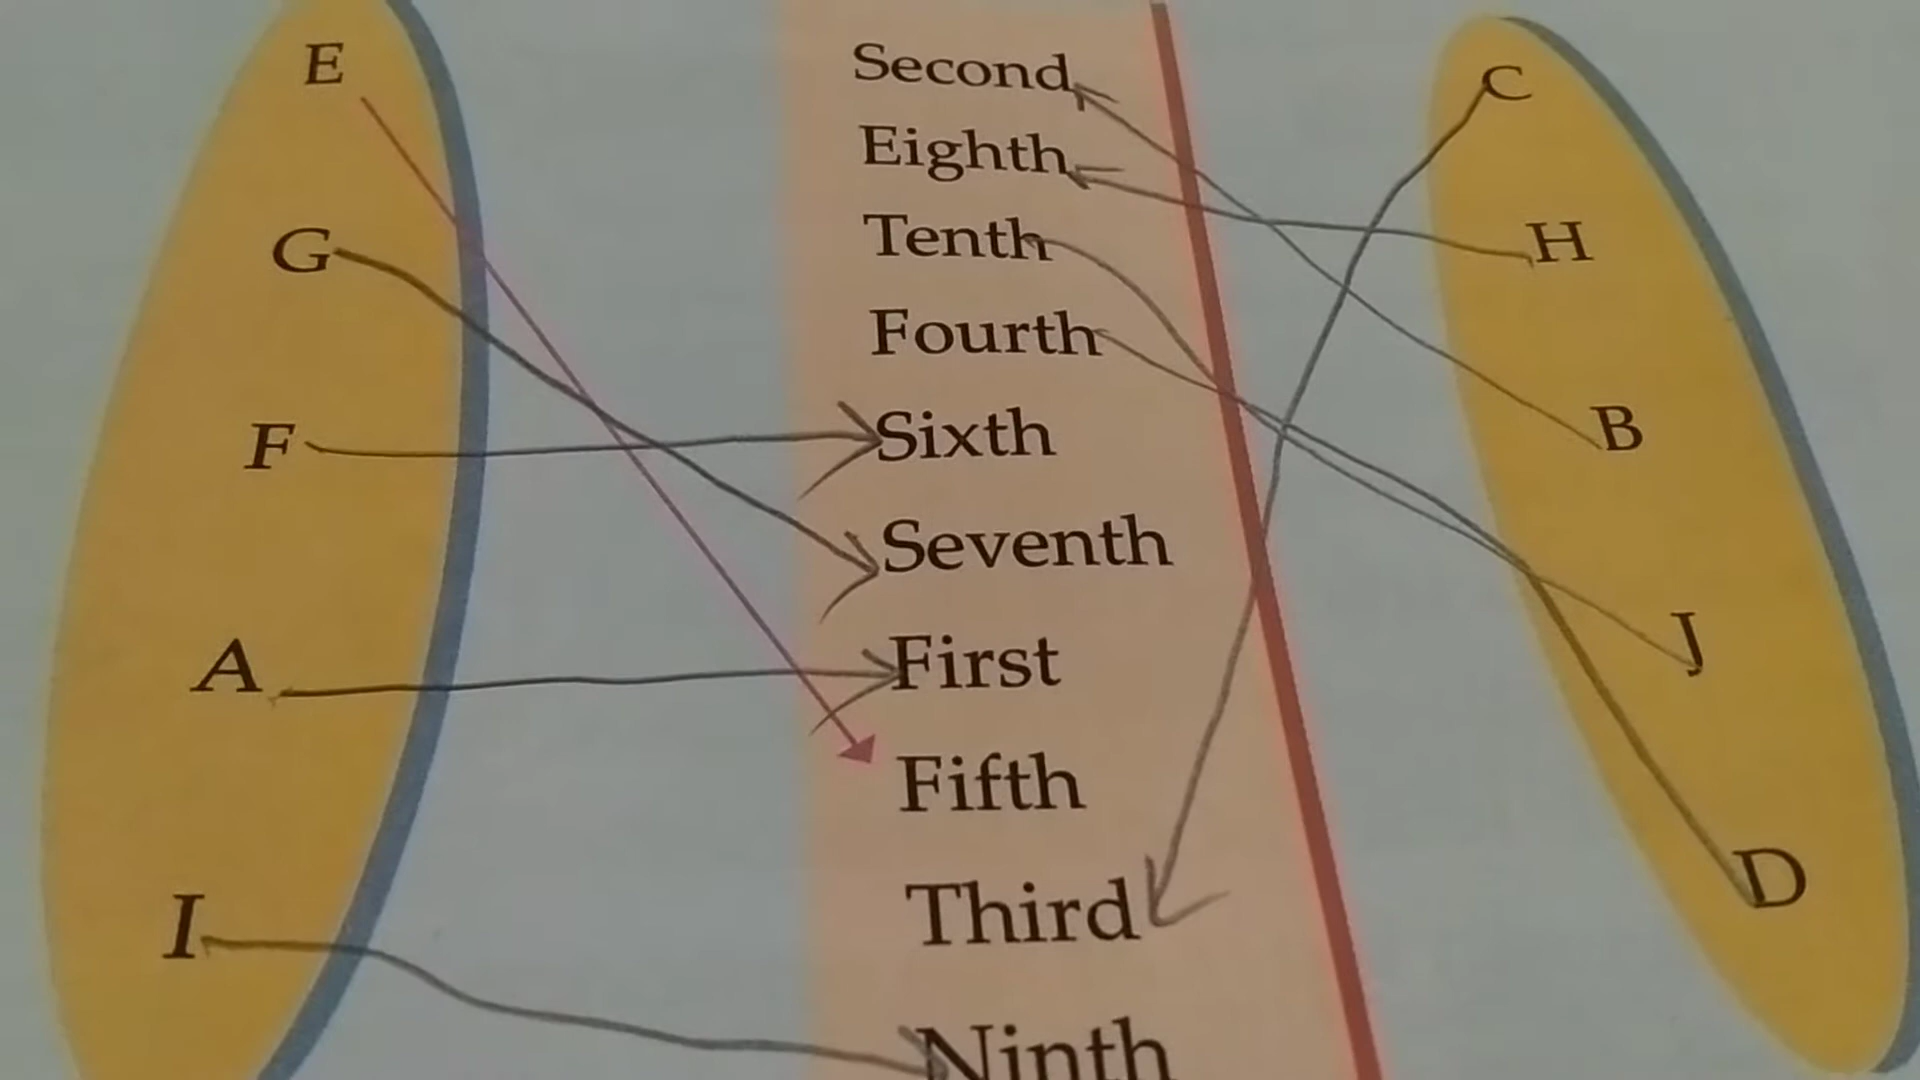 E
G
F
A
I
Second
Eighth
Tenth
Fourth
Sixth
Seventh
First
Fifth
Third
Ninth
C
H
B
J
D